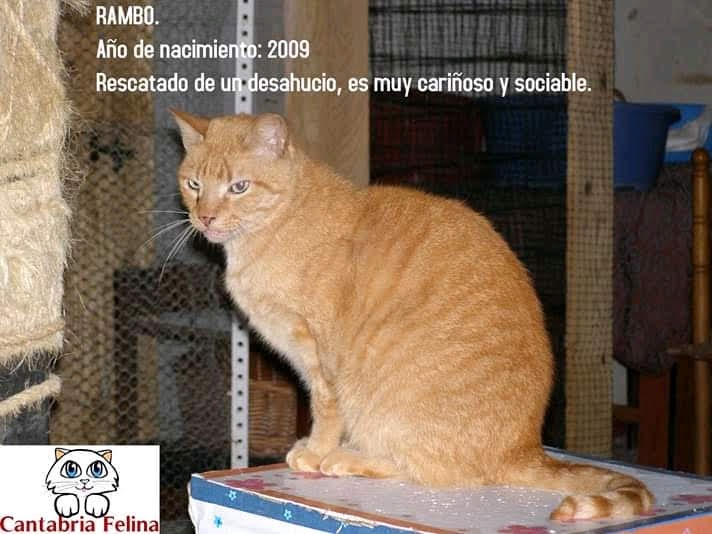 RAMBO.
Año de nacimiento: 2009
Rescatado de un desahucio, es muy cariñoso y sociable.
Cantabria Felina